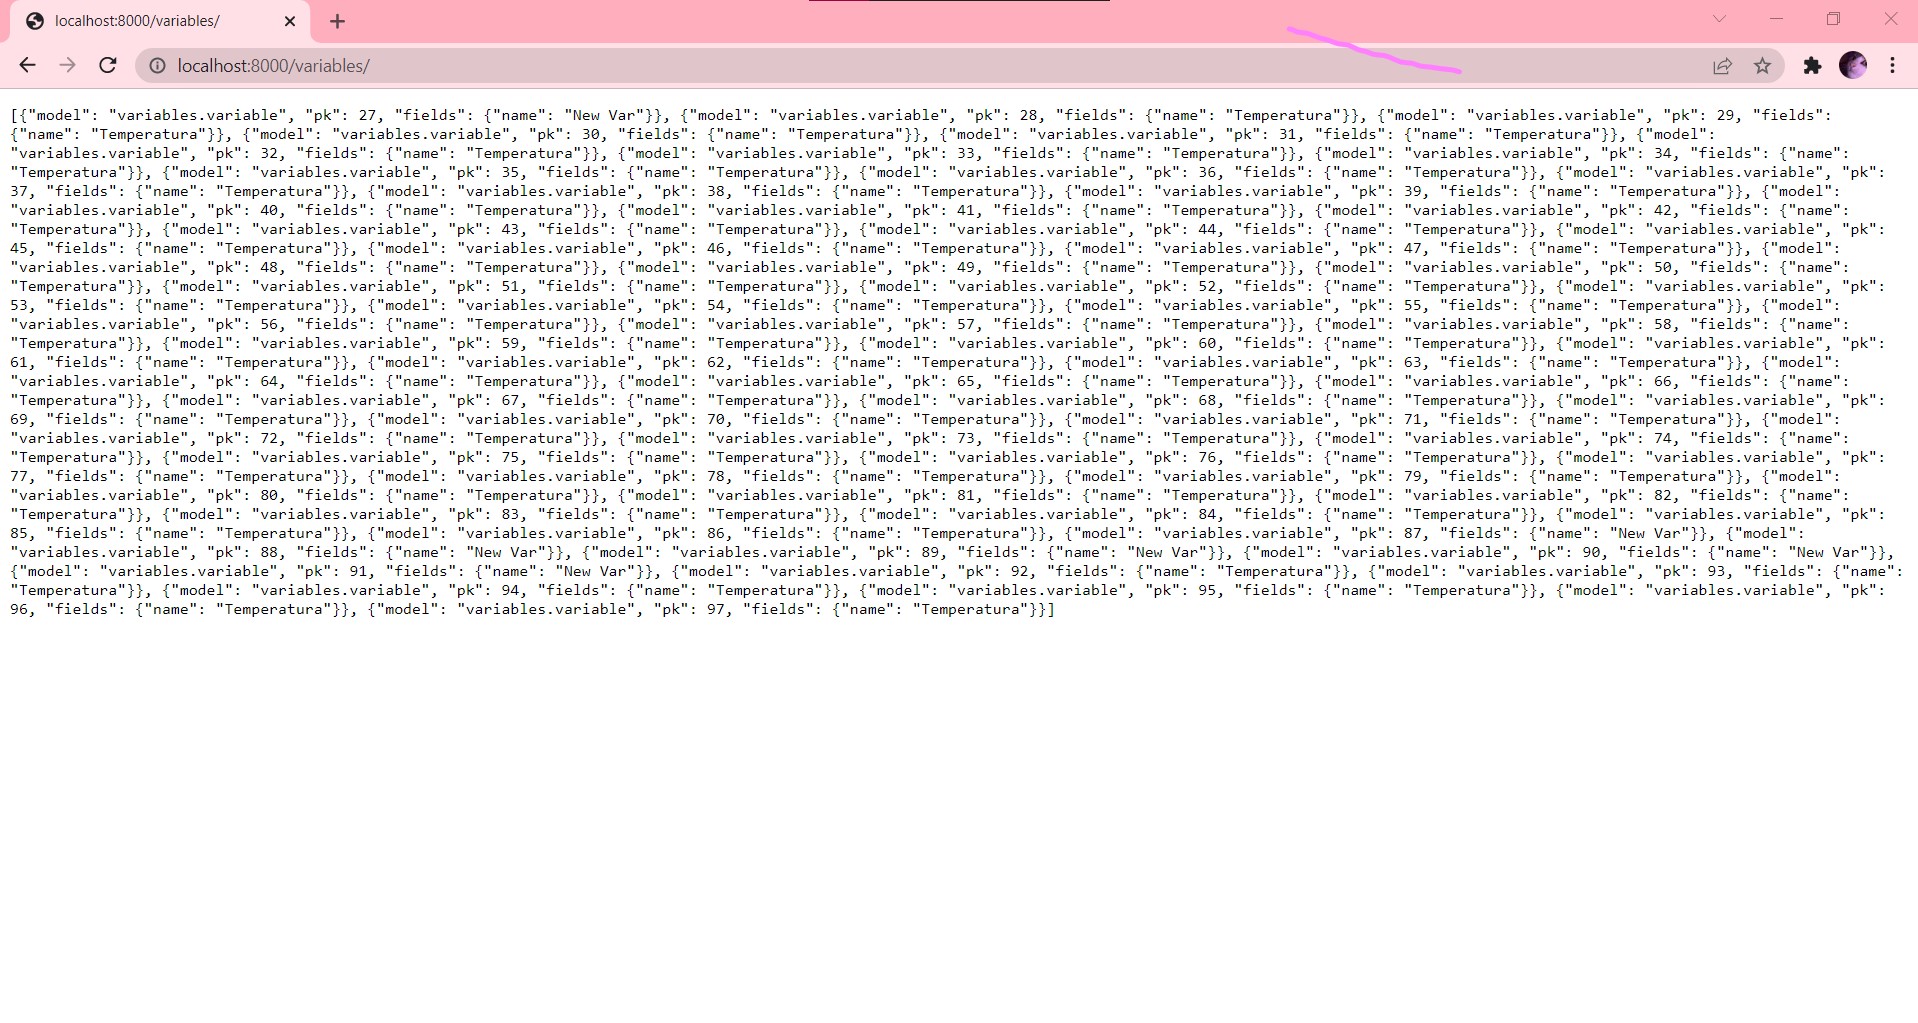 localhost:8000/variables/
localhost:8000/variables/
[{"model": "variables.variable", "pk": 27, "fields": {"name": "New Var"}}, {"model": "variables.variable", "pk": 28, "fields": {"name": "Temperatura"}}, {"model": "variables.variable", "pk": 29, "fields":
{"name": "Temperatura"}}, {"model": "variables.variable", "pk": 30, "fields": {"name": "Temperatura"}}, {"model": "variables.variable", "pk": 31, "fields": {"name": "Temperatura"}}, {"model":
"variables.variable", "pk": 32, "fields": {"name": "Temperatura"}}, {"model": "variables.variable", "pk": 33, "fields": {"name": "Temperatura"}}, {"model": "variables.variable", "pk": 34, "fields": {"name":
"Temperatura"}}, {"model": "variables.variable", "pk": 35, "fields": {"name": "Temperatura"}}, {"model": "variables.variable", "pk": 36, "fields": {"name": "Temperatura"}}, {"model": "variables.variable", "pk":
37, "fields": {"name": "Temperatura"}}, {"model": "variables.variable", "pk": 38, "fields": {"name": "Temperatura"}}, {"model": "variables.variable", "pk": 39, "fields": {"name": "Temperatura"}}, {"model":
"variables.variable", "pk": 40, "fields": {"name": "Temperatura"}}, {"model": "variables.variable", "pk": 41, "fields": {"name": "Temperatura"}}, {"model": "variables.variable", "pk": 42, "fields": {"name":
"Temperatura"}}, {"model": "variables.variable", "pk": 43, "fields": {"name": "Temperatura"}}, {"model": "variables.variable", "pk": 44, "fields": {"name": "Temperatura"}}, {"model": "variables.variable", "pk":
45, "fields": {"name": "Temperatura"}}, {"model": "variables.variable", "pk": 46, "fields": {"name": "Temperatura"}}, {"model": "variables.variable", "pk": 47, "fields": {"name": "Temperatura"}}, {"model":
"variables.variable", "pk": 48, "fields": {"name": "Temperatura"}}, {"model": "variables.variable", "pk": 49, "fields": {"name": "Temperatura"}}, {"model": "variables.variable", "pk": 50, "fields": {"name":
"Temperatura"}}, {"model": "variables.variable", "pk": 51, "fields": {"name": "Temperatura"}}, {"model": "variables.variable", "pk": 52, "fields": {"name": "Temperatura"}}, {"model": "variables.variable", "pk":
53, "fields": {"name": "Temperatura"}}, {"model": "variables.variable", "pk": 54, "fields": {"name": "Temperatura"}}, {"model": "variables.variable", "pk": 55, "fields": {"name": "Temperatura"}}, {"model":
"variables.variable", "pk": 56, "fields": {"name": "Temperatura"}}, {"model": "variables.variable", "pk": 57, "fields": {"name": "Temperatura"}}, {"model": "variables.variable", "pk": 58, "fields": {"name":
"Temperatura"}}, {"model": "variables.variable", "pk": 59, "fields": {"name": "Temperatura"}}, {"model": "variables.variable", "pk": 60, "fields": {"name": "Temperatura"}}, {"model": "variables.variable", "pk":
61, "fields": {"name": "Temperatura"}}, {"model": "variables.variable", "pk": 62, "fields": {"name": "Temperatura"}}, {"model": "variables.variable", "pk": 63, "fields": {"name": "Temperatura"}}, {"model":
"variables.variable", "pk": 64, "fields": {"name": "Temperatura"}}, {"model": "variables.variable", "pk": 65, "fields": {"name": "Temperatura"}}, {"model": "variables.variable", "pk": 66, "fields": {"name":
"Temperatura"}}, {"model": "variables.variable", "pk": 67, "fields": {"name": "Temperatura"}}, {"model": "variables.variable", "pk": 68, "fields": {"name": "Temperatura"}}, {"model": "variables.variable", "pk":
69, "fields": {"name": "Temperatura"}}, {"model": "variables.variable", "pk": 70, "fields": {"name": "Temperatura"}}, {"model": "variables.variable", "pk": 71, "fields": {"name": "Temperatura"}}, {"model":
"variables.variable", "pk": 72, "fields": {"name": "Temperatura"}}, {"model": "variables.variable", "pk": 73, "fields": {"name": "Temperatura"}}, {"model": "variables.variable", "pk": 74, "fields": {"name":
"Temperatura"}}, {"model": "variables.variable", "pk": 75, "fields": {"name": "Temperatura"}}, {"model": "variables.variable", "pk": 76, "fields": {"name": "Temperatura"}}, {"model": "variables.variable", "pk":
77, "fields": {"name": "Temperatura"}}, {"model": "variables.variable", "pk": 78, "fields": {"name": "Temperatura"}}, {"model": "variables.variable", "pk": 79, "fields": {"name": "Temperatura"}}, {"model":
"variables.variable", "pk": 80, "fields": {"name": "Temperatura"}}, {"model": "variables.variable", "pk": 81, "fields": {"name": "Temperatura"}}, {"model": "variables.variable", "pk": 82, "fields": {"name":
"Temperatura"}}, {"model": "variables.variable", "pk": 83, "fields": {"name": "Temperatura"}}, {"model": "variables.variable", "pk": 84, "fields": {"name": "Temperatura"}}, {"model": "variables.variable", "pk":
85, "fields": {"name": "Temperatura"}}, {"model": "variables.variable", "pk": 86, "fields": {"name": "Temperatura"}}, {"model": "variables.variable", "pk": 87, "fields": {"name": "New Var"}}, {"model":
"variables.variable", "pk": 88, "fields": {"name": "New Var"}}, {"model": "variables.variable", "pk": 89, "fields": {"name": "New Var"}}, {"model": "variables.variable", "pk": 90, "fields": {"name": "New Var"}},
{"model": "variables.variable", "pk": 91, "fields": {"name": "New Var"}}, {"model": "variables.variable", "pk": 92, "fields": {"name": "Temperatura"}}, {"model": "variables.variable", "pk": 93, "fields": {"name":
"Temperatura"}}, {"model": "variables.variable", "pk": 94, "fields": {"name": "Temperatura"}}, {"model": "variables.variable", "pk": 95, "fields": {"name": "Temperatura"}}, {"model": "variables.variable", "pk":
96, "fields": {"name": "Temperatura"}}, {"model": "variables.variable", "pk": 97, "fields": {"name": "Temperatura"}}]